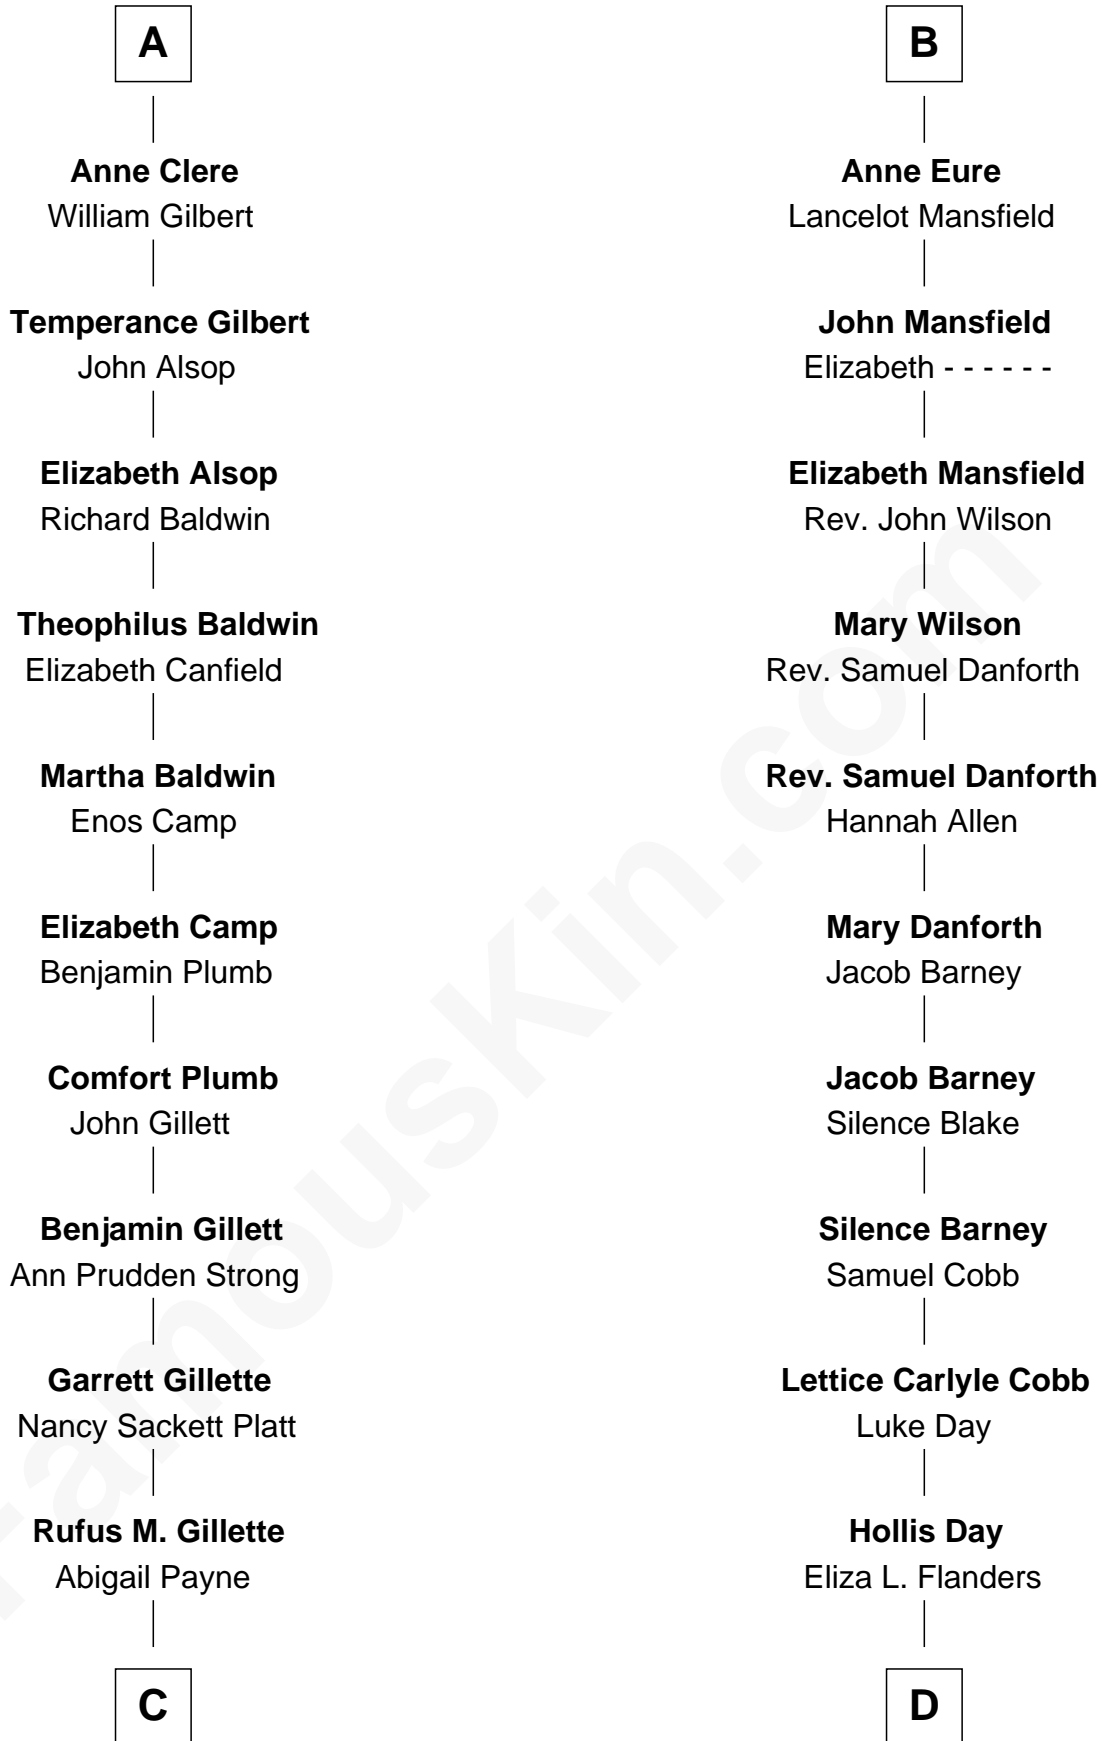 A
Anne Clere
William Gilbert
Temperance Gilbert
John Alsop
Elizabeth Alsop
Richard Baldwin
Theophilus Baldwin
Elizabeth Canfield
Martha Baldwin
Enos Camp
Elizabeth Camp
Benjamin Plumb
Comfort Plumb
John Gillett
Benjamin Gillett
Ann Prudden Strong
Garrett Gillette
Nancy Sackett Platt
Rufus M. Gillette
Abigail Payne
C
B
Anne Eure
Lancelot Mansfield
John Mansfield
Elizabeth - - - - - -
Elizabeth Mansfield
Rev. John Wilson
Mary Wilson
Rev. Samuel Danforth
Rev. Samuel Danforth
Hannah Allen
Mary Danforth
Jacob Barney
Jacob Barney
Silence Blake
Silence Barney
Samuel Cobb
Lettice Carlyle Cobb
Luke Day
Hollis Day
Eliza L. Flanders
D
FamousKin.com